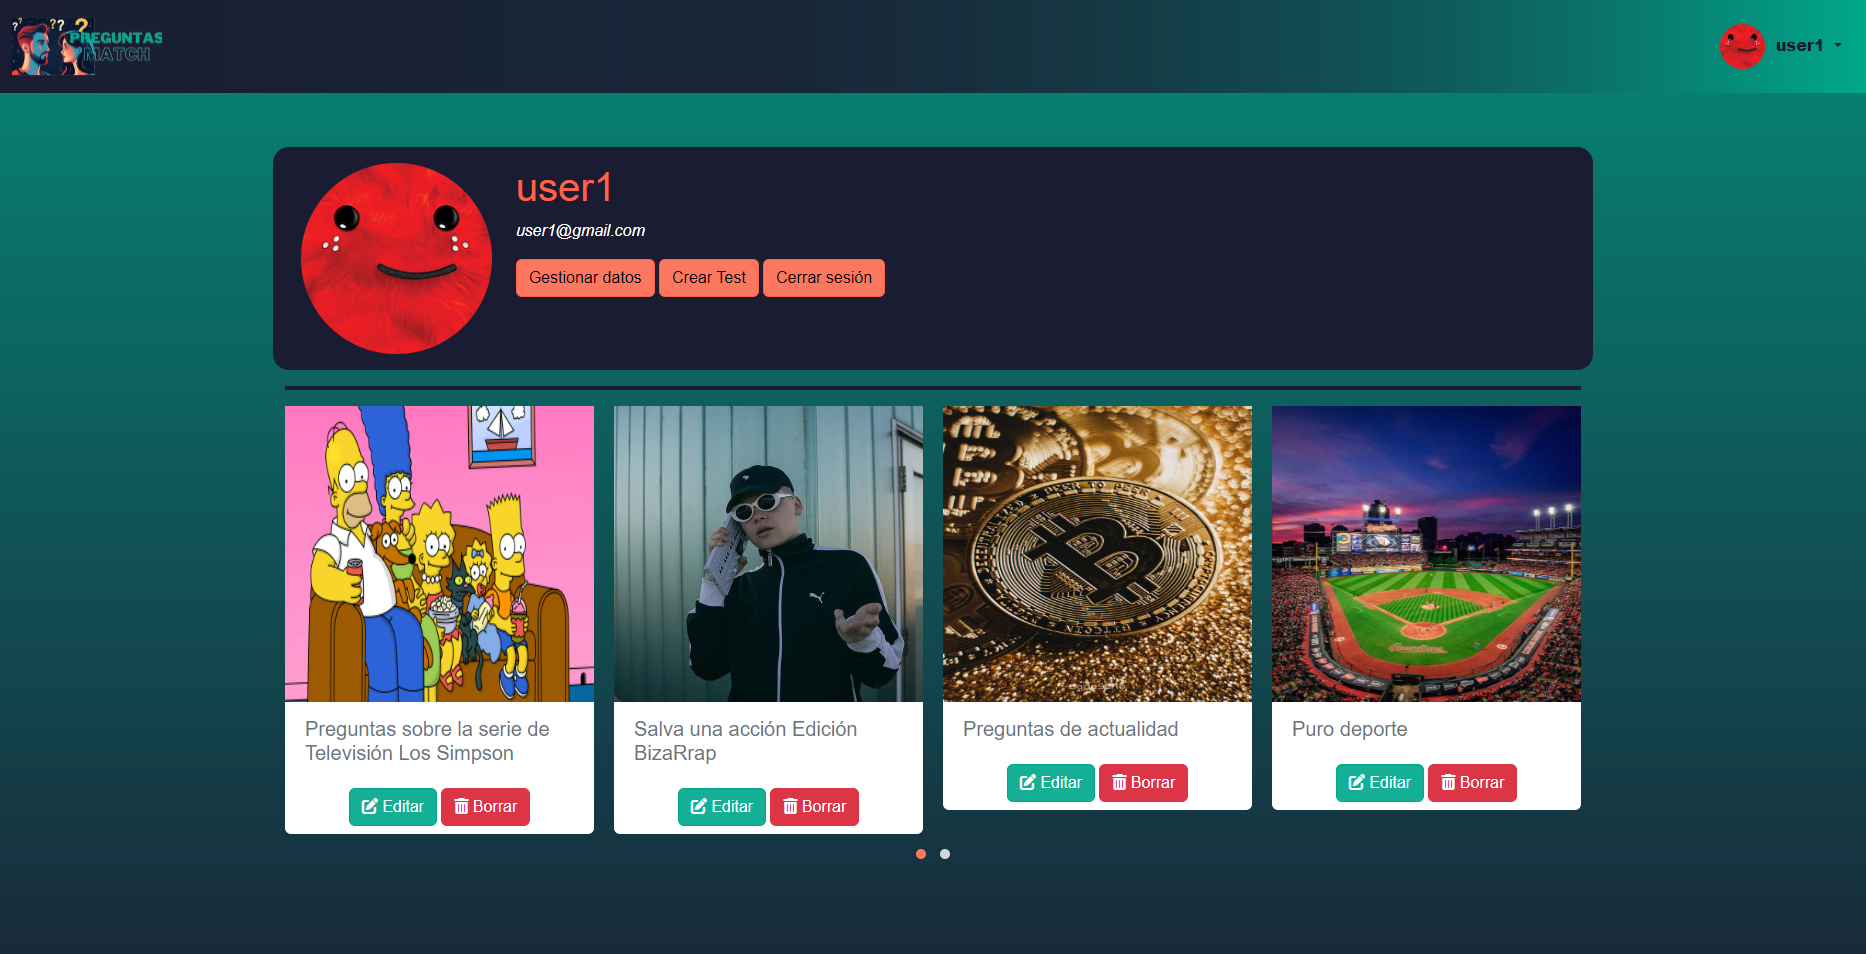 PREGUNTAS
MATCH
user1
user1
user1@gmail.com
Gestionar datos
Crear Test
Cerrar sesión
Preguntas sobre la serie de
Televisión Los Simpson
Editar
Borrar
Salva una acción Edición
BizaRrap
Editar
Borrar
Preguntas de actualidad
Editar
Borrar
Puro deporte
Editar
Borrar